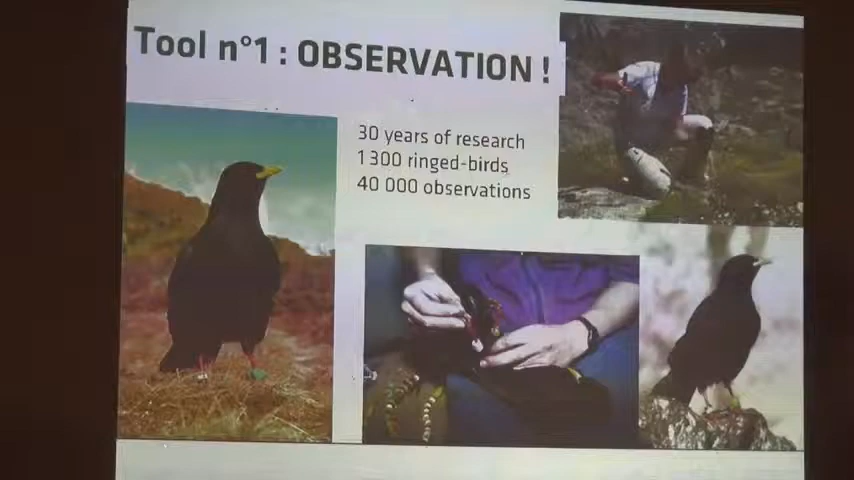 Tool n°1 : OBSERVATION !
30 years of research
1 300 ringed-birds
40 000 observations